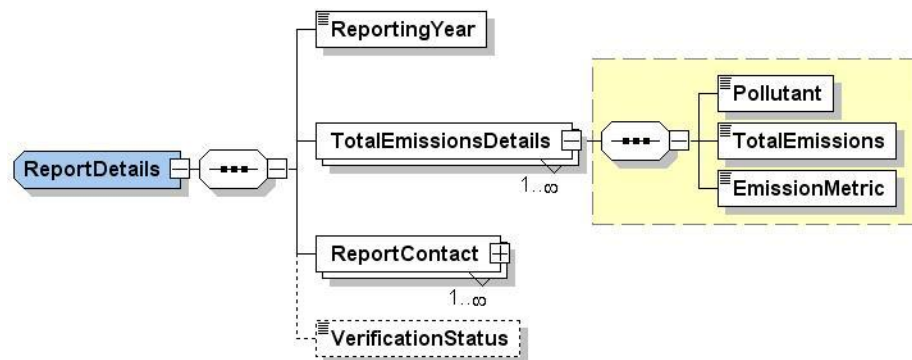 ReportingYear
Pollutant
TotalEmissionsDetails
TotalEmissions
1..∞
ReportDetails
EmissionMetric
ReportContact
1..∞
VerificationStatus